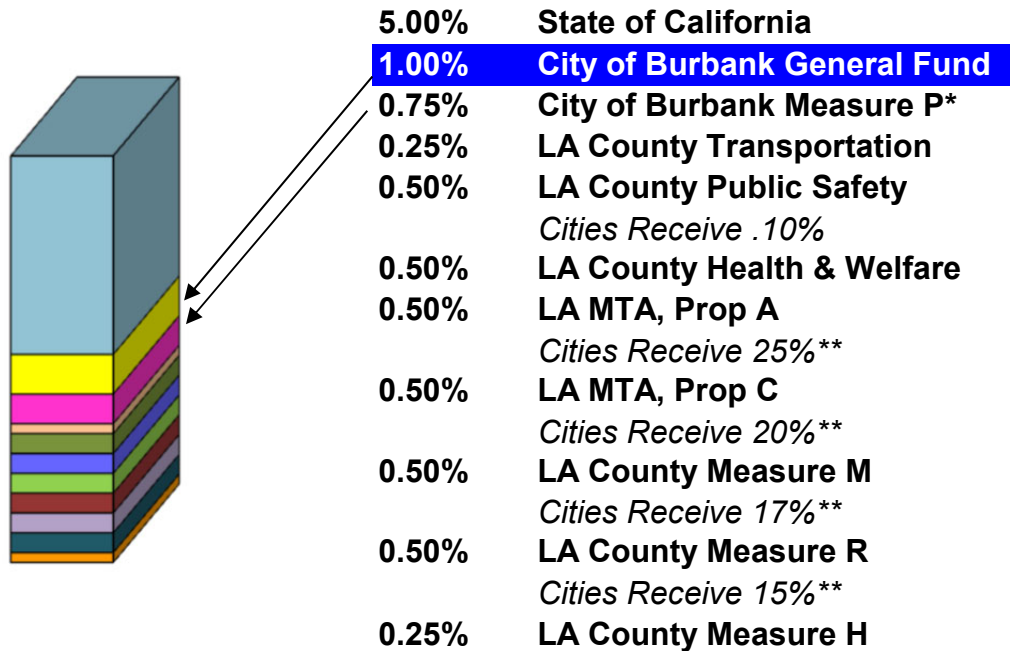 5.00% State of California
1.00% City of Burbank General Fund
0.75% City of Burbank Measure P*
0.25% LA County Transportation
0.50% LA County Public Safety
Cities Receive .10%
0.50% LA County Health & Welfare
0.50% LA MTA, Prop A
Cities Receive 25%**
0.50% LA MTA, Prop C
Cities Receive 20%**
0.50% LA County Measure M
Cities Receive 17%**
0.50% LA County Measure R
Cities Receive 15%**
0.25% LA County Measure H